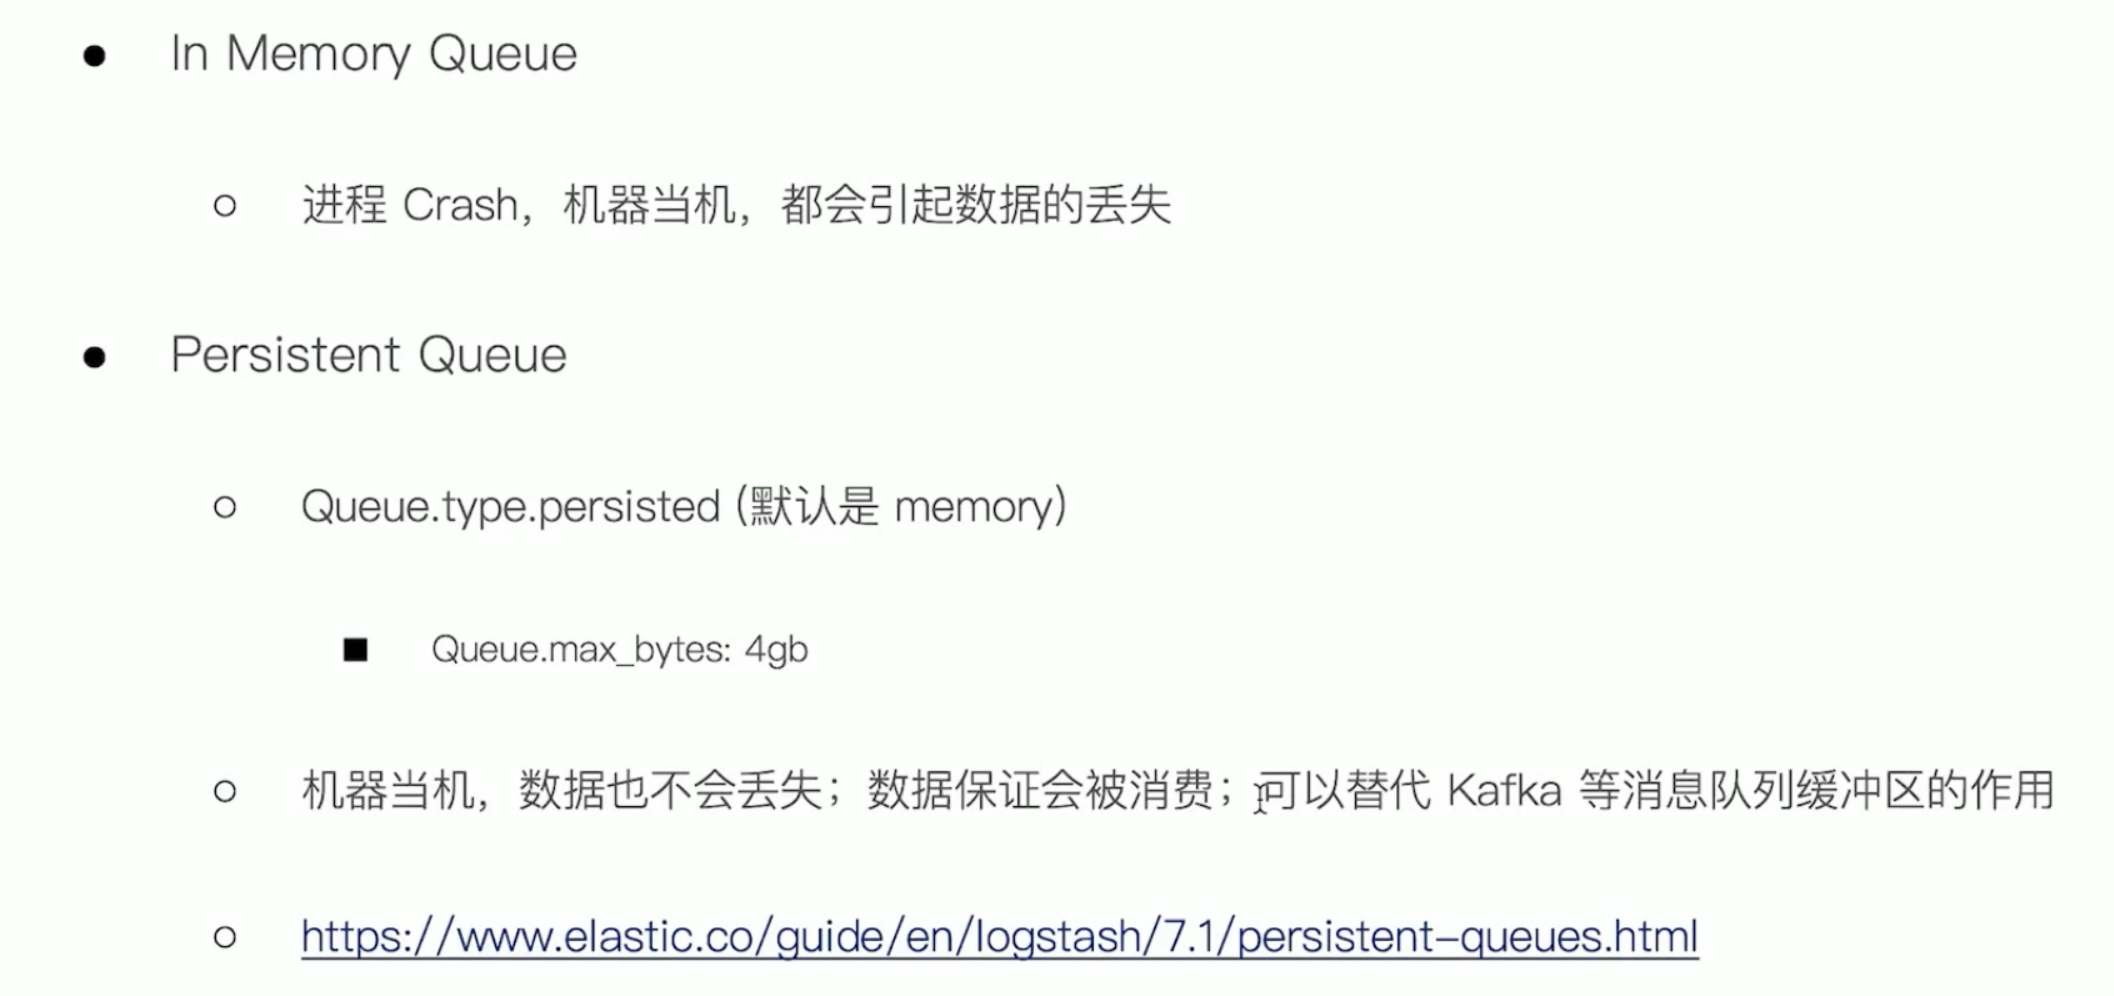 In Memory Queue
进程 Crash，机器当机，都会引起数据的丢失
Persistent Queue
Queue.type.persisted (默认是 memory)
Queue.max_bytes: 4gb
机器当机，数据也不会丢失；数据保证会被消费；可以替代 Kafka 等消息队列缓冲区的作用
https://www.elastic.co/guide/en/logstash/7.1/persistent-queues.html